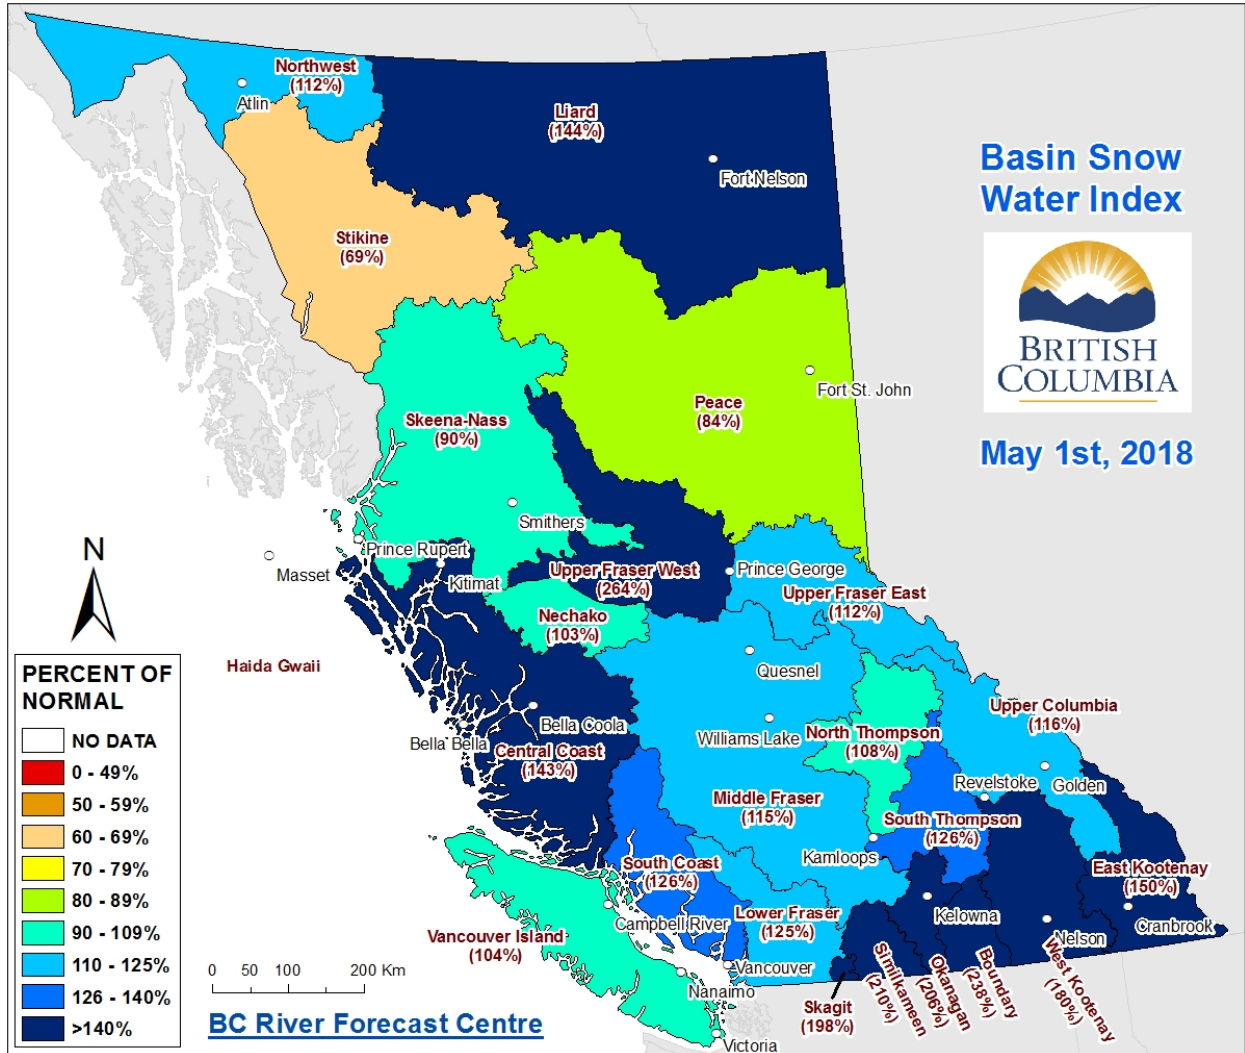 Northwest
(112%)
Atlin
Liard
(144%)
Fort Nelson
Basin Snow
Water Index
BRITISH
COLUMBIA
May 1st, 2018
Stikine
(69%)
Peace
(84%)
Fort St. John
Skeena-Nass
(90%)
Smithers
N
Prince Rupert
Masset
Kitimat
Upper Fraser West
(264%)
Prince George
Upper Fraser East
(112%)
Nechako
(103%)
Haida Gwaii
Quesnel
Bella Coola
Bella Bella
Central Coast
(143%)
Williams Lake
North Thompson
(108%)
Upper Columbia
(116%)
Revelstoke
Golden
Middle Fraser
(115%)
South Thompson
(126%)
Kamloops
South Coast
(126%)
East Kootenay
(150%)
Campbell River
Lower Fraser
(125%)
Kelowna
Nelson
Cranbrook
Vancouver Island
(104%)
Vancouver
Nanaimo
Victoria
Skagit
(198%)
Similkameen
(210%)
Okanagan
(206%)
Boundary
(238%)
West Kootenay
(180%)
PERCENT OF
NORMAL
NO DATA
0 - 49%
50 - 59%
60 - 69%
70 - 79%
80 - 89%
90 - 109%
110 - 125%
126 - 140%
>140%
0 50 100 200 Km
BC River Forecast Centre